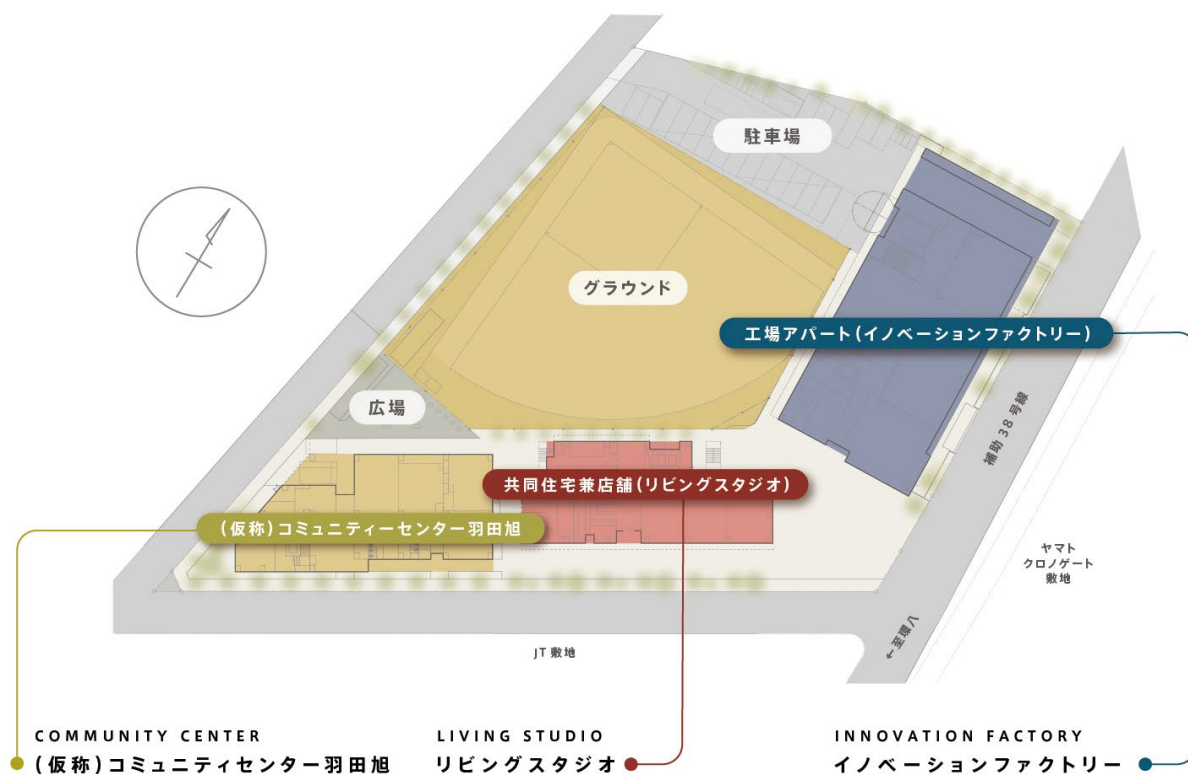 駐車場
グラウンド
工場アパート(イノベーションファクトリー)
広場
補助38号線
共同住宅兼店舗(リビングスタジオ)
(仮称)コミュニティーセンター羽田旭
ヤマト
クロノゲート
敷地
←至環八
JT敷地
COMMUNITY CENTER
(仮称)コミュニティセンター羽田旭
LIVING STUDIO
リビングスタジオ
INNOVATION FACTORY
イノベーションファクトリー